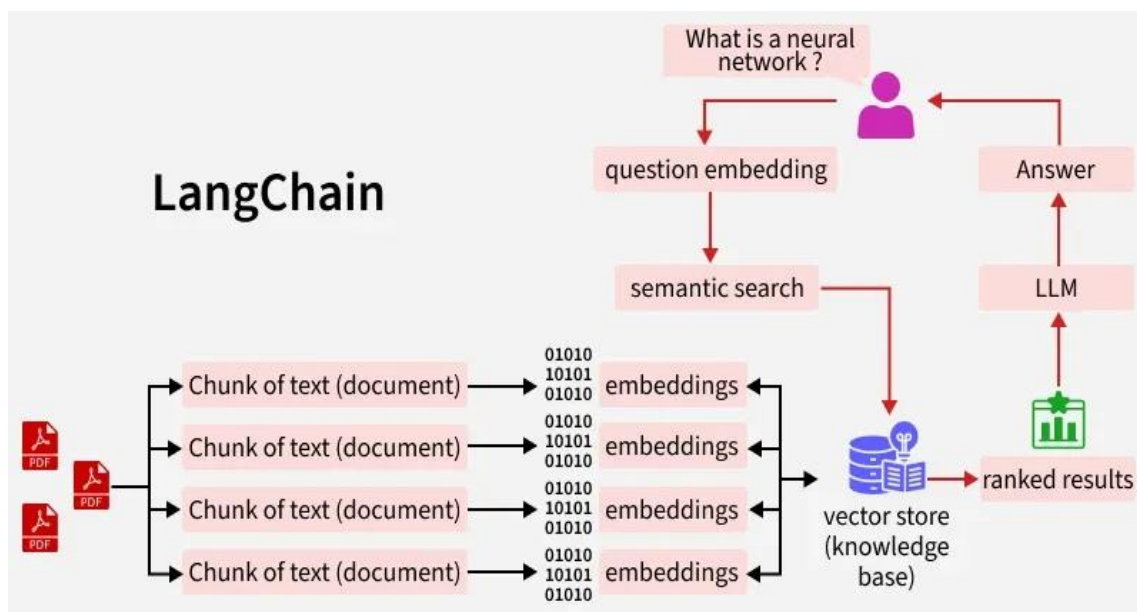 What is a neural
network ?
question embedding
Answer
LangChain
semantic search
LLM
Chunk of text (document)
01010
10101
01010
embeddings
Chunk of text (document)
01010
10101
01010
embeddings
Chunk of text (document)
01010
10101
01010
embeddings
Chunk of text (document)
01010
10101
01010
embeddings
PDF
PDF
PDF
ranked results
vector store
(knowledge
base)